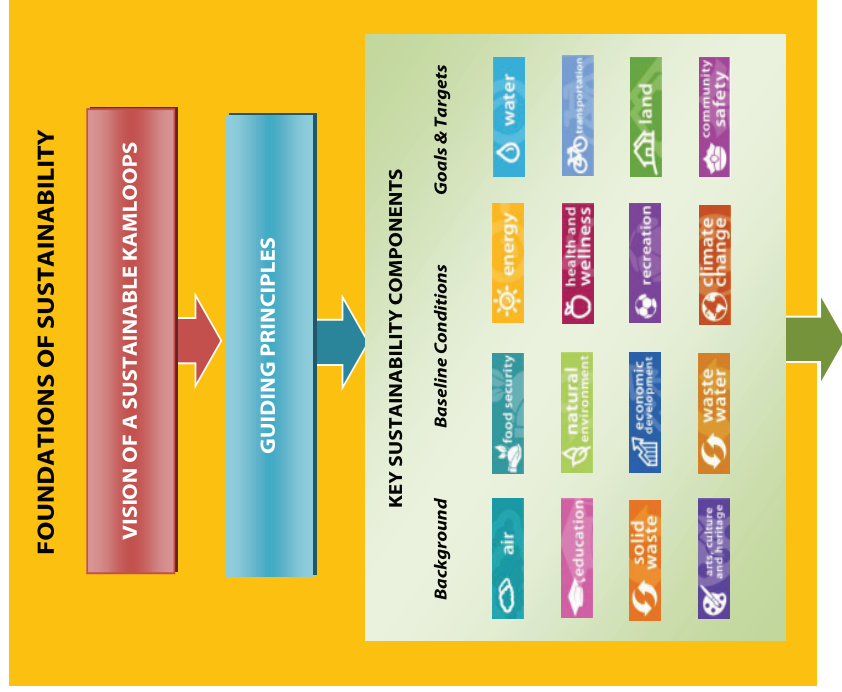 FOUNDATIONS OF SUSTAINABILITY
VISION OF A SUSTAINABLE KAMLOOPS
GUIDING PRINCIPLES
KEY SUSTAINABILITY COMPONENTS
Background Baseline Conditions Goals & Targets
air
food security
energy
water
education
natural
environment
health and
wellness
transportation
solid
waste
economic
development
recreation
land
arts, culture
and heritage
waste
water
climate
change
community
safety